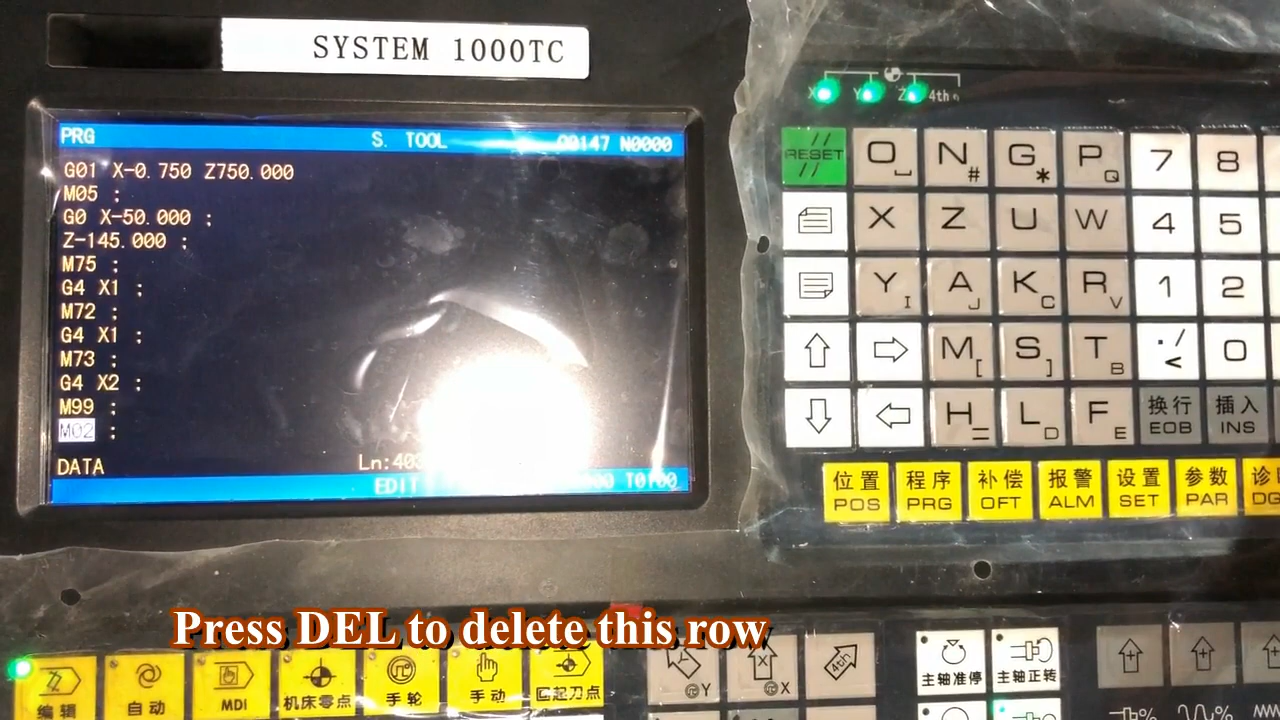 SYSTEM 1000TC
PRG S. TOOL O9147 N0000
G01 X-0.750 Z750.000
M05 ;
G0 X-50.000 ;
Z-145.000 ;
M75 ;
G4 X1 ;
M72 ;
G4 X1 ;
M73 ;
G4 X2 ;
M99 ;
M02 ;
DATA Ln:403
EDIT T0100
X Y Z 4th
RESET O N # G * P Q 7 8
X Z U W 4 5
Y I A J K C R V 1 2
M [ S ] T B . / < 0
H = L D F E 换行 EOB 插入 INS
位置 程序 补偿 报警 设置 参数
POS PRG OFT ALM SET PAR DG
Press DEL to delete this row
Y X 4th
编辑 自动 MDI 机床零点 手轮 手动 回起刀点 主轴准停 主轴正转